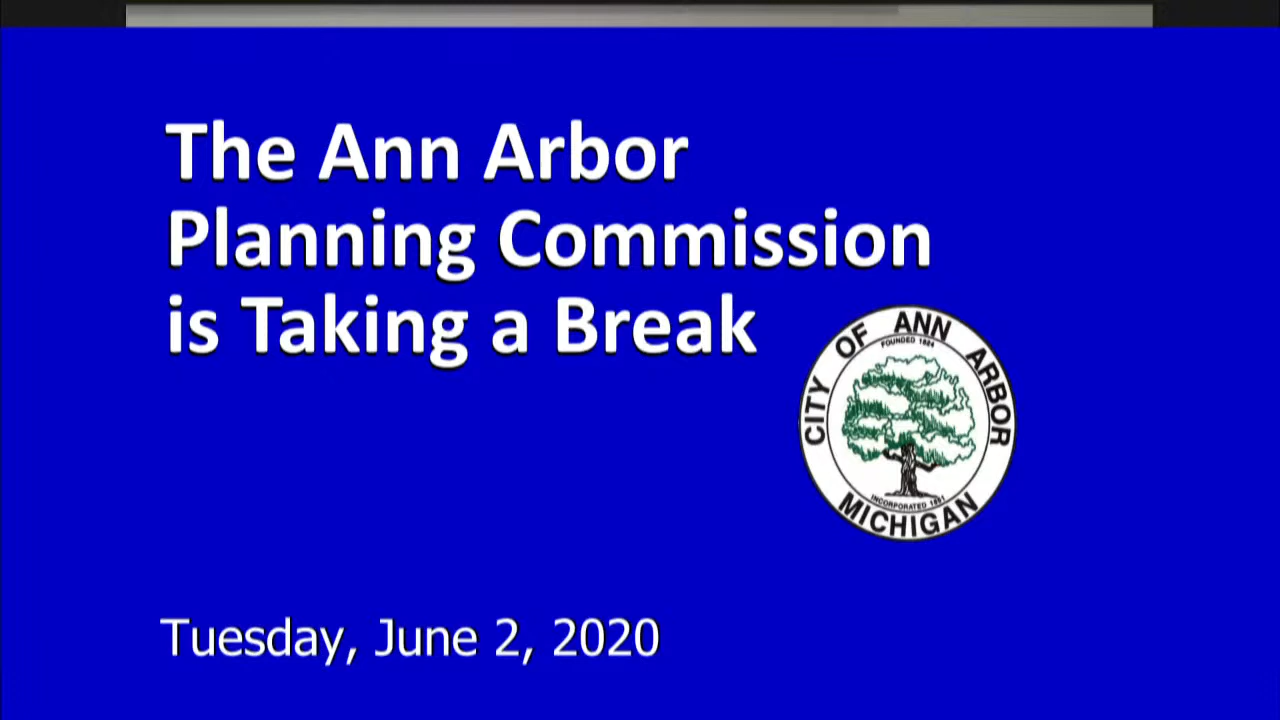 The Ann Arbor
Planning Commission
is Taking a Break
CITY OF ANN ARBOR
FOUNDED 1824
INCORPORATED 1851
MICHIGAN
Tuesday, June 2, 2020